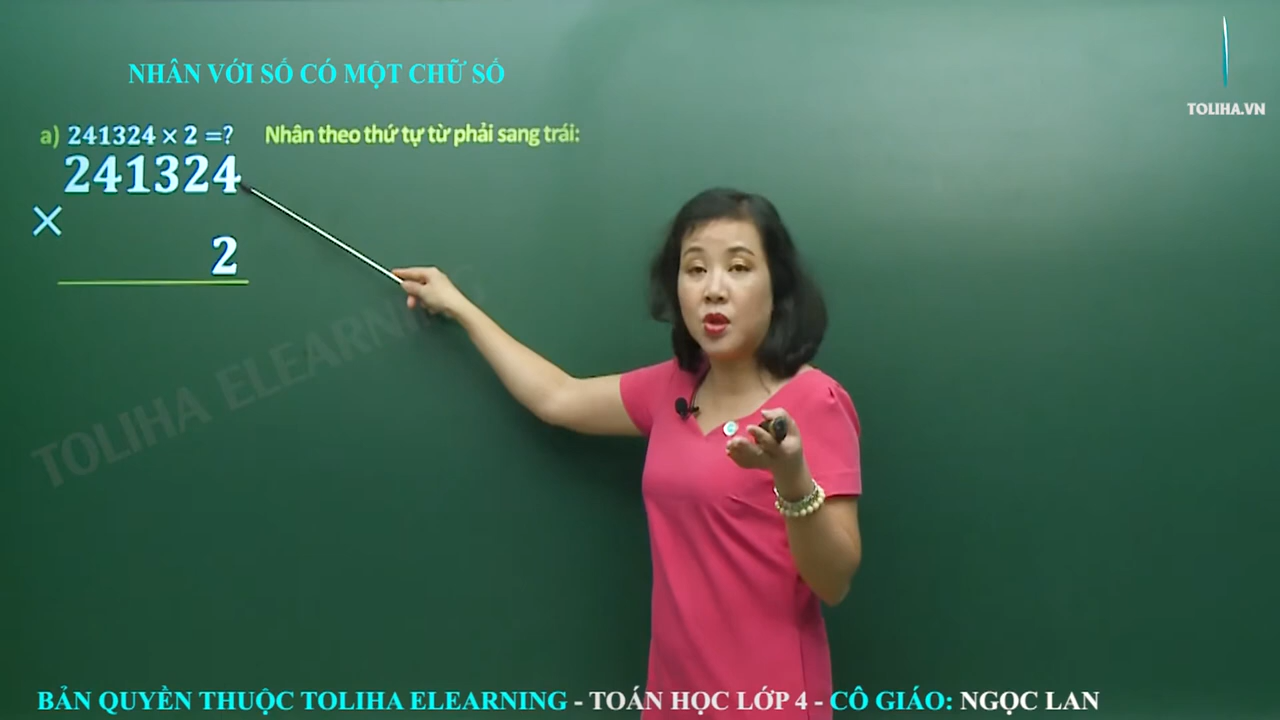 NHÂN VỚI SỐ CÓ MỘT CHỮ SỐ
TOLIHA.VN
a) 241324 × 2 =? Nhân theo thứ tự từ phải sang trái:
241324
×
2
TOLIHA ELEARNING
BẢN QUYỀN THUỘC TOLIHA ELEARNING - TOÁN HỌC LỚP 4 - CÔ GIÁO: NGỌC LAN